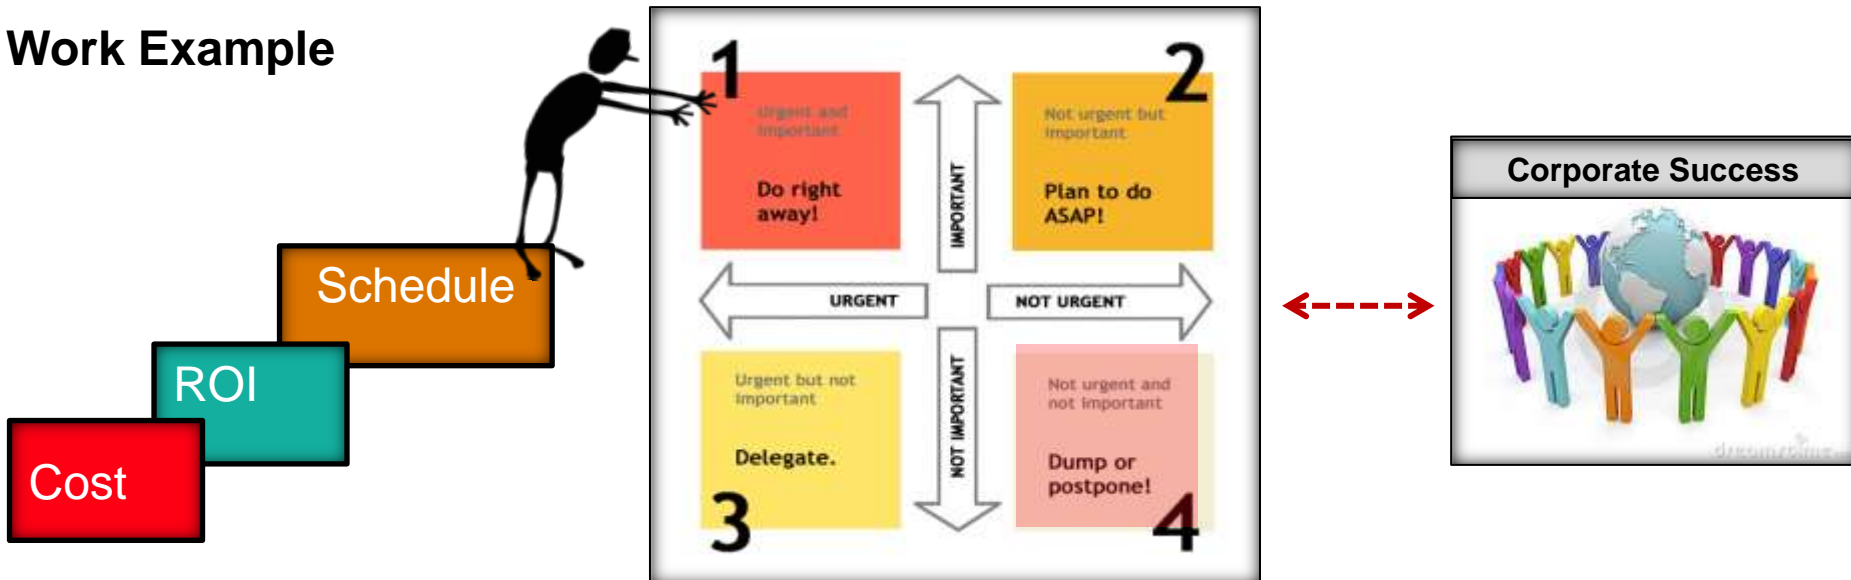 Work Example
Cost
ROI
Schedule
1
Urgent and
Important
Do right
away!
2
Not urgent but
Important
Plan to do
ASAP!
IMPORTANT
URGENT
NOT URGENT
NOT IMPORTANT
Urgent but not
Important
Delegate.
3
Not urgent and
not Important
Dump or
postpone!
4
Corporate Success
dreamstime